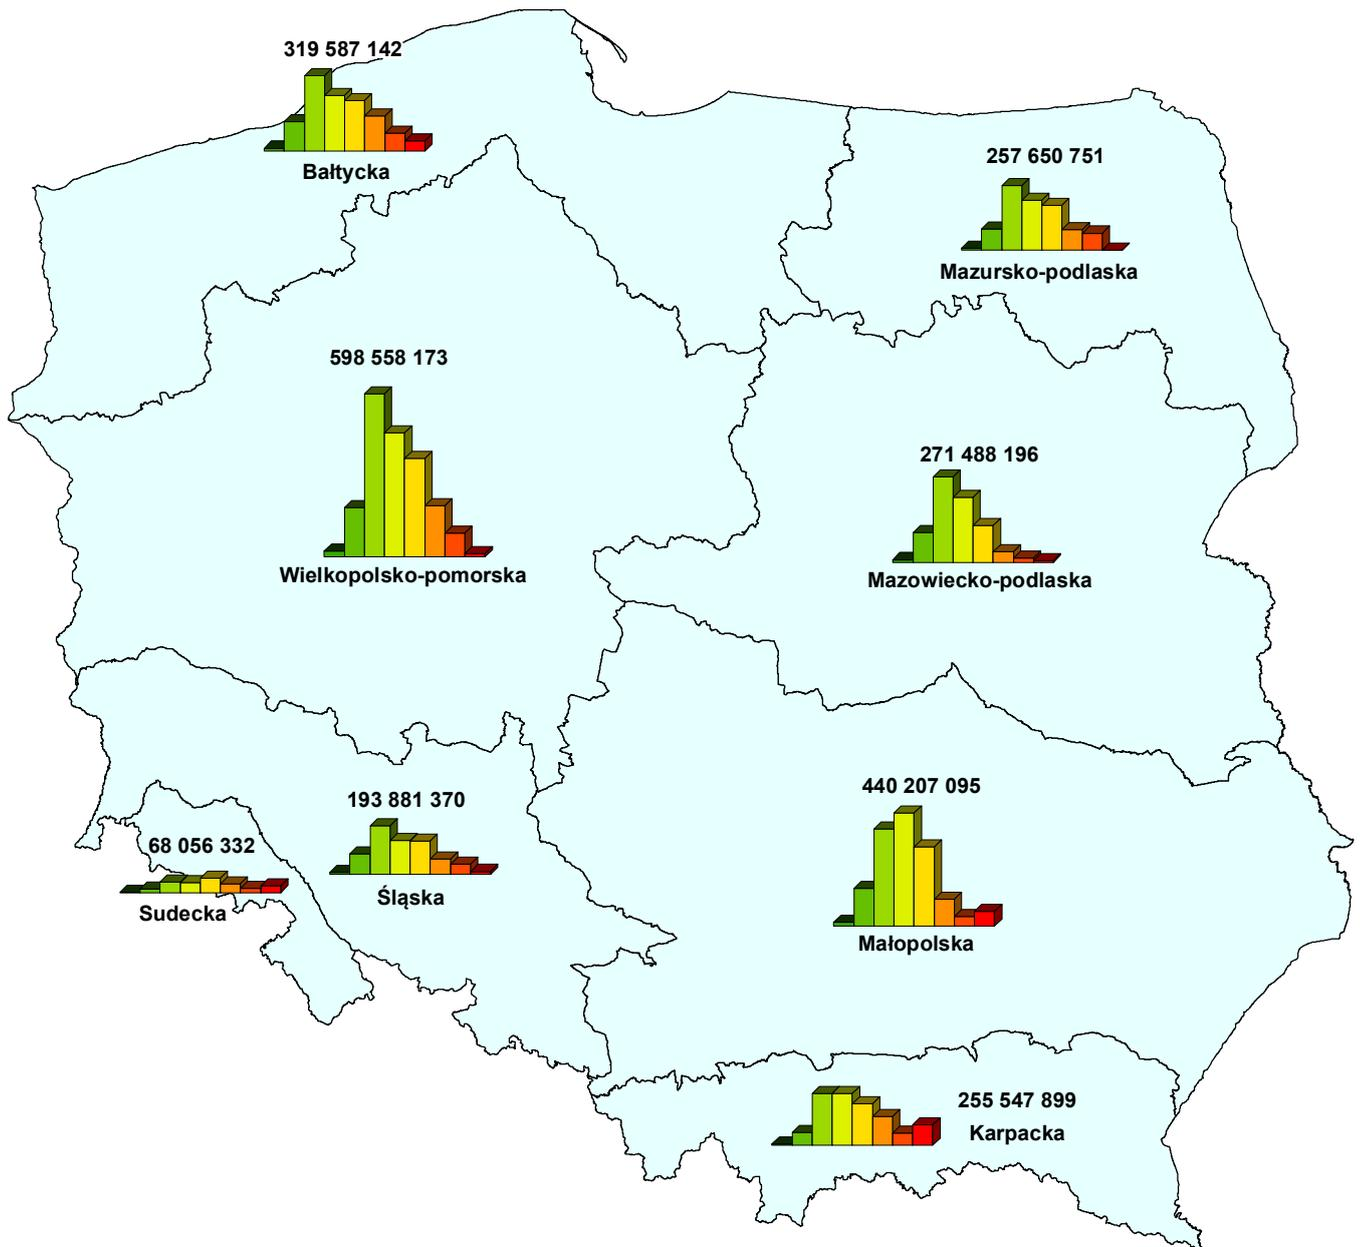 319 587 142
Bałtycka
257 650 751
Mazursko-podlaska
598 558 173
Wielkopolsko-pomorska
271 488 196
Mazowiecko-podlaska
193 881 370
Śląska
68 056 332
Sudecka
440 207 095
Małopolska
255 547 899
Karpacka